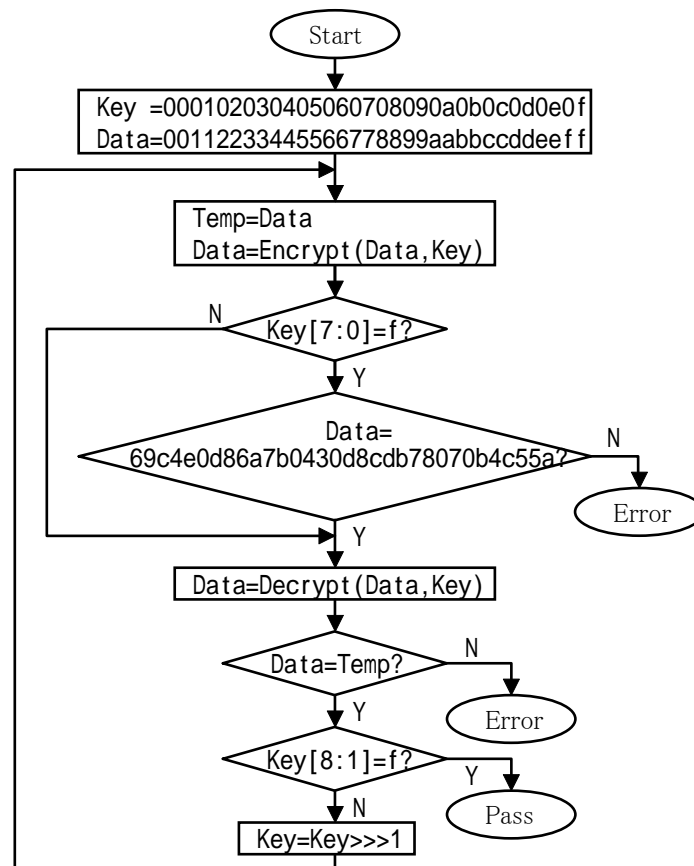 Start
Key =000102030405060708090a0b0c0d0e0f
Data=00112233445566778899aabbccddeeff
Temp=Data
Data=Encrypt(Data,Key)
N
Key[7:0]=f?
Y
Data=
69c4e0d86a7b0430d8cdb78070b4c55a?
N
Error
Y
Data=Decrypt(Data,Key)
Data=Temp?
N
Error
Y
Key[8:1]=f?
Y
Pass
N
Key=Key>>>1